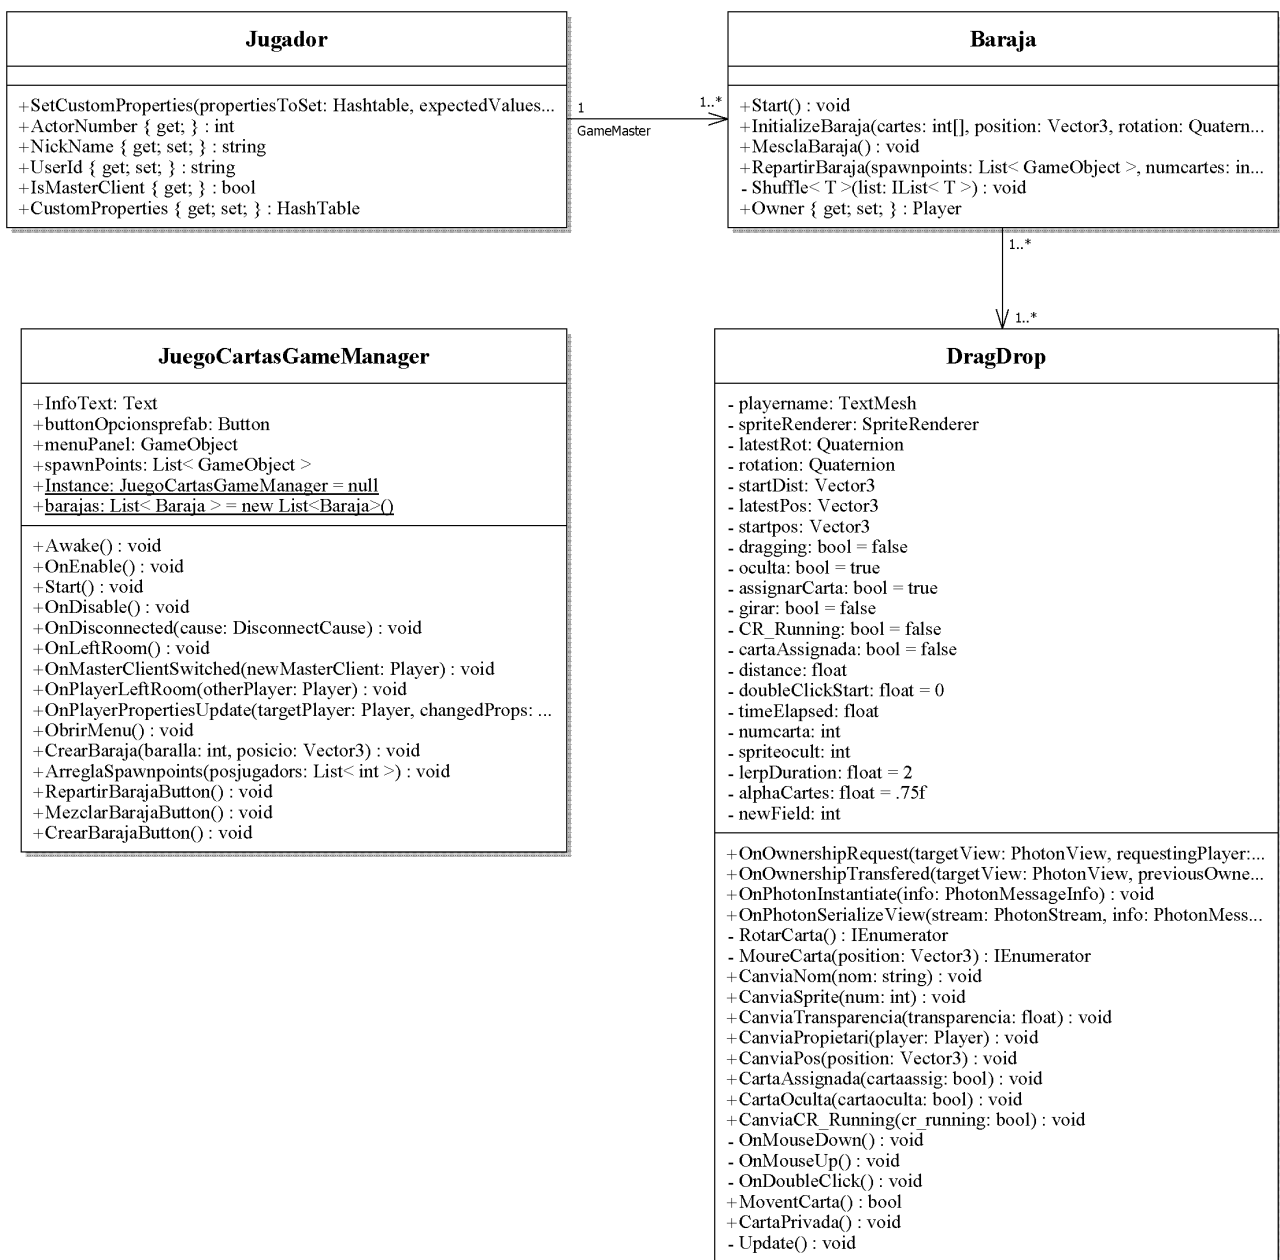 Jugador
+SetCustomProperties(propertiesToSet: Hashtable, expectedValues...
+ActorNumber { get; } : int
+NickName { get; set; } : string
+UserId { get; set; } : string
+IsMasterClient { get; } : bool
+CustomProperties { get; set; } : HashTable
1
GameMaster
1..*
Baraja
+Start() : void
+InitializeBaraja(cartes: int[], position: Vector3, rotation: Quatern...
+MesclaBaraja() : void
+RepartirBaraja(spawnpoints: List< GameObject >, numcartes: in...
- Shuffle< T >(list: IList< T >) : void
+Owner { get; set; } : Player
1..*
1..*
JuegoCartasGameManager
+InfoText: Text
+buttonOpcionsprefab: Button
+menuPanel: GameObject
+spawnPoints: List< GameObject >
+Instance: JuegoCartasGameManager = null
+barajas: List< Baraja > = new List<Baraja>()
+Awake() : void
+OnEnable() : void
+Start() : void
+OnDisable() : void
+OnDisconnected(cause: DisconnectCause) : void
+OnLeftRoom() : void
+OnMasterClientSwitched(newMasterClient: Player) : void
+OnPlayerLeftRoom(otherPlayer: Player) : void
+OnPlayerPropertiesUpdate(targetPlayer: Player, changedProps: ...
+ObrirMenu() : void
+CrearBaraja(baralla: int, posicio: Vector3) : void
+ArreglaSpawnpoints(posjugadors: List< int >) : void
+RepartirBarajaButton() : void
+MezclarBarajaButton() : void
+CrearBarajaButton() : void
DragDrop
- playername: TextMesh
- spriteRenderer: SpriteRenderer
- latestRot: Quaternion
- rotation: Quaternion
- startDist: Vector3
- latestPos: Vector3
- startpos: Vector3
- dragging: bool = false
- oculta: bool = true
- assignarCarta: bool = true
- girar: bool = false
- CR_Running: bool = false
- cartaAssignada: bool = false
- distance: float
- doubleClickStart: float = 0
- timeElapsed: float
- numcarta: int
- spriteocult: int
- lerpDuration: float = 2
- alphaCartes: float = .75f
- newField: int
+OnOwnershipRequest(targetView: PhotonView, requestingPlayer:...
+OnOwnershipTransfered(targetView: PhotonView, previousOwne...
+OnPhotonInstantiate(info: PhotonMessageInfo) : void
+OnPhotonSerializeView(stream: PhotonStream, info: PhotonMess...
- RotarCarta() : IEnumerator
- MoureCarta(position: Vector3) : IEnumerator
+CanviaNom(nom: string) : void
+CanviaSprite(num: int) : void
+CanviaTransparencia(transparencia: float) : void
+CanviaPropietari(player: Player) : void
+CanviaPos(position: Vector3) : void
+CartaAssignada(cartaassig: bool) : void
+CartaOculta(cartaoculta: bool) : void
+CanviaCR_Running(cr_running: bool) : void
- OnMouseDown() : void
- OnMouseUp() : void
- OnDoubleClick() : void
+MoventCarta() : bool
+CartaPrivada() : void
- Update() : void